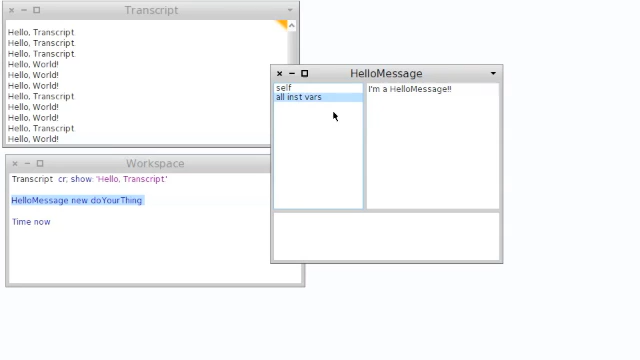 Transcript
Hello, Transcript
Hello, Transcript
Hello, Transcript
Hello, World!
Hello, World!
Hello, World!
Hello, Transcript
Hello, World!
Hello, World!
Hello, Transcript
Hello, World!
HelloMessage
self
all inst vars
I'm a HelloMessage!!
Workspace
Transcript cr; show: 'Hello, Transcript'
HelloMessage new doYourThing
Time now